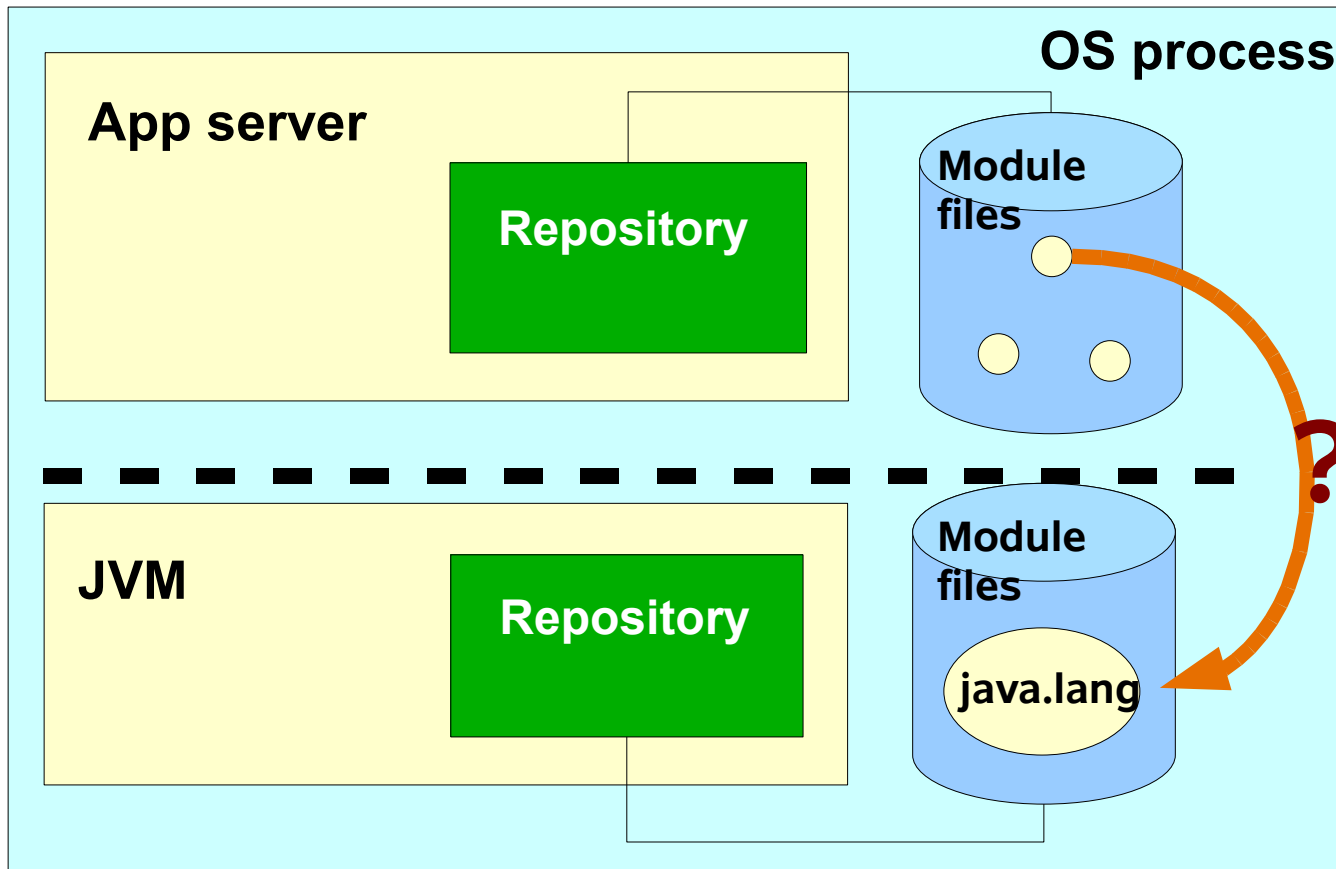 OS process
App server
Repository
Module
files
?
JVM
Repository
Module
files
java.lang